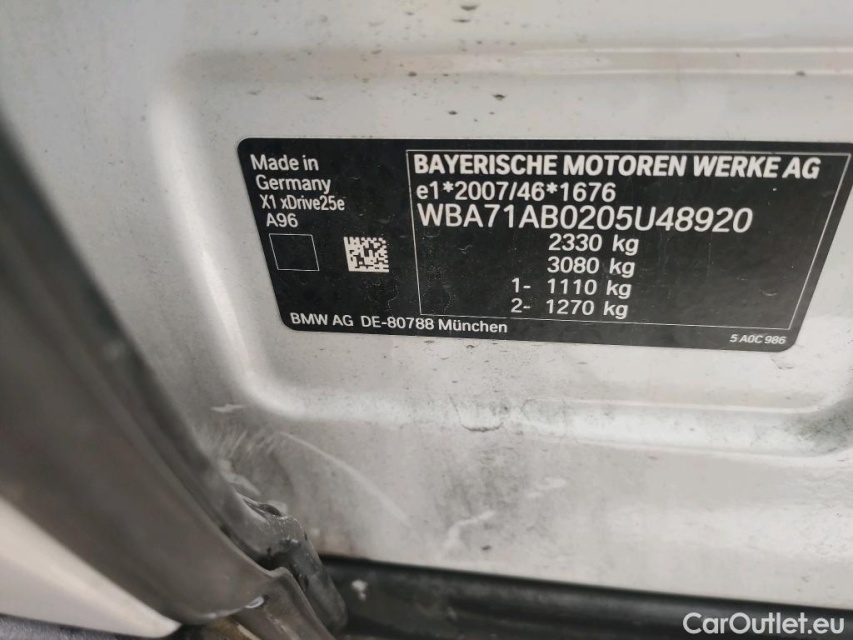 Made in
Germany
X1 xDrive25e
A96
BAYERISCHE MOTOREN WERKE AG
e1*2007/46*1676
WBA71AB0205U48920
2330 kg
3080 kg
1- 1110 kg
2- 1270 kg
BMW AG DE-80788 München
5 A0C 986
CarOutlet.eu